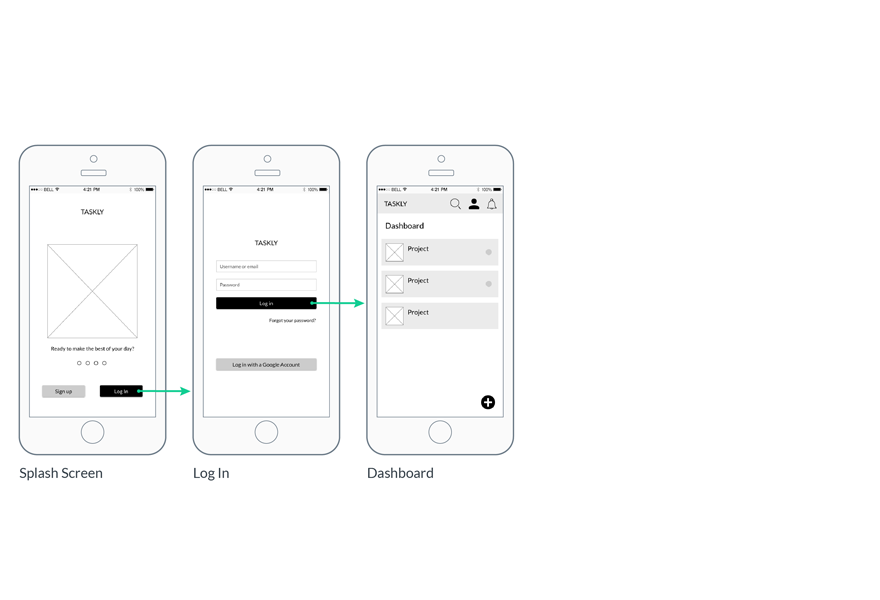 BELL 4:21 PM 100%
TASKLY
Ready to make the best of your day?
Sign up Log In
Splash Screen
BELL 4:21 PM 100%
TASKLY
Username or email
Password
Log in
Forgot your password?
Log in with a Google Account
Log In
BELL 4:21 PM 100%
TASKLY
Dashboard
Project
Project
Project
Dashboard